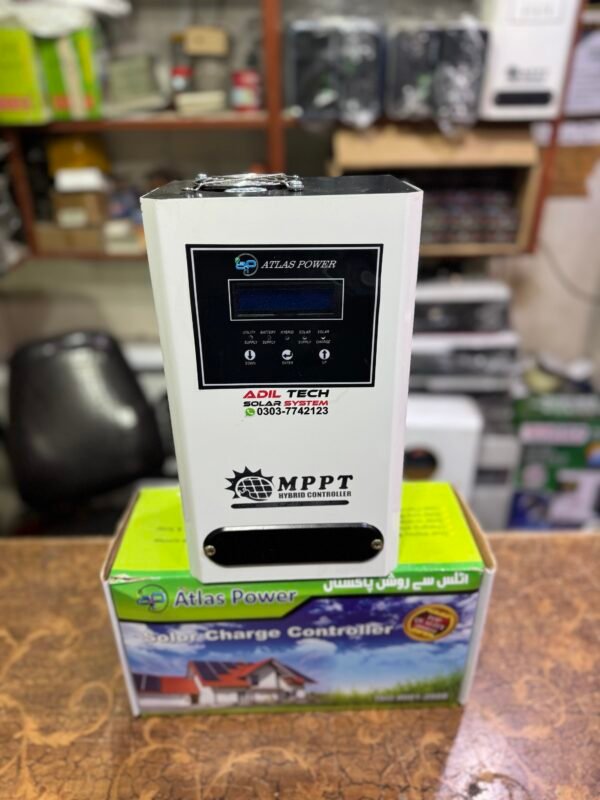 MPPT
ATLAS POWER
UTILITY BATTERY HYBRID SOLAR SOLAR
SUPPLY SUPPLY SUPPLY CHARGE
DOWN ENTER UP
ADIL TECH
SOLAR SYSTEM
0303-7742123
MPPT
HYBRID CONTROLLER
اٹلس سے روشن پاکستان
Atlas Power
Solar Charge Controller